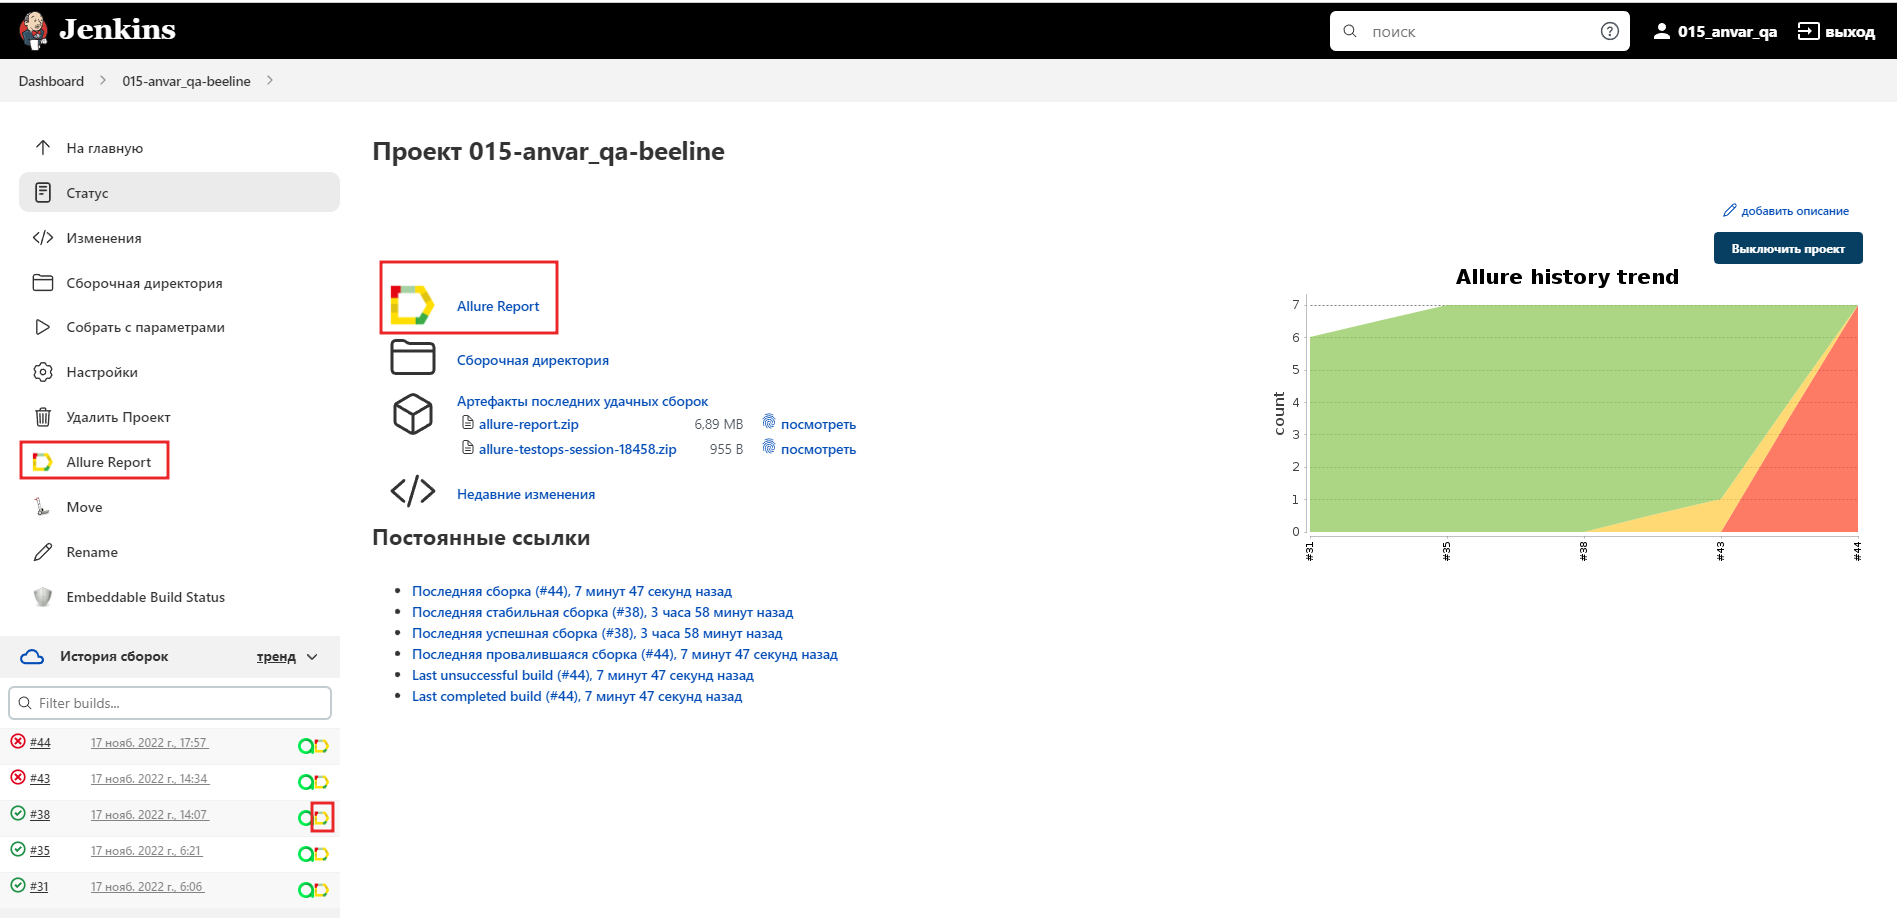 Jenkins
поиск
015_anvar_qa
выход
Dashboard
015-anvar_qa-beeline
На главную
Статус
Изменения
Сборочная директория
Собрать с параметрами
Настройки
Удалить Проект
Allure Report
Move
Rename
Embeddable Build Status
История сборок
тренд
Filter builds...
#44 17 нояб. 2022 г., 17:57
#43 17 нояб. 2022 г., 14:34
#38 17 нояб. 2022 г., 14:07
#35 17 нояб. 2022 г., 6:21
#31 17 нояб. 2022 г., 6:06
Проект 015-anvar_qa-beeline
добавить описание
Выключить проект
Allure Report
Сборочная директория
Артефакты последних удачных сборок
allure-report.zip 6,89 MB посмотреть
allure-testops-session-18458.zip 955 B посмотреть
Недавние изменения
Постоянные ссылки
Последняя сборка (#44), 7 минут 47 секунд назад
Последняя стабильная сборка (#38), 3 часа 58 минут назад
Последняя успешная сборка (#38), 3 часа 58 минут назад
Последняя провалившаяся сборка (#44), 7 минут 47 секунд назад
Last unsuccessful build (#44), 7 минут 47 секунд назад
Last completed build (#44), 7 минут 47 секунд назад
Allure history trend
count
7
6
5
4
3
2
1
0
#31
#35
#38
#43
#44